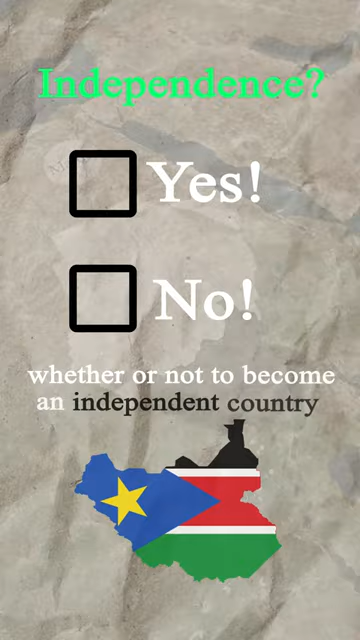 Independence?
Yes!
No!
whether or not to become
an independent country